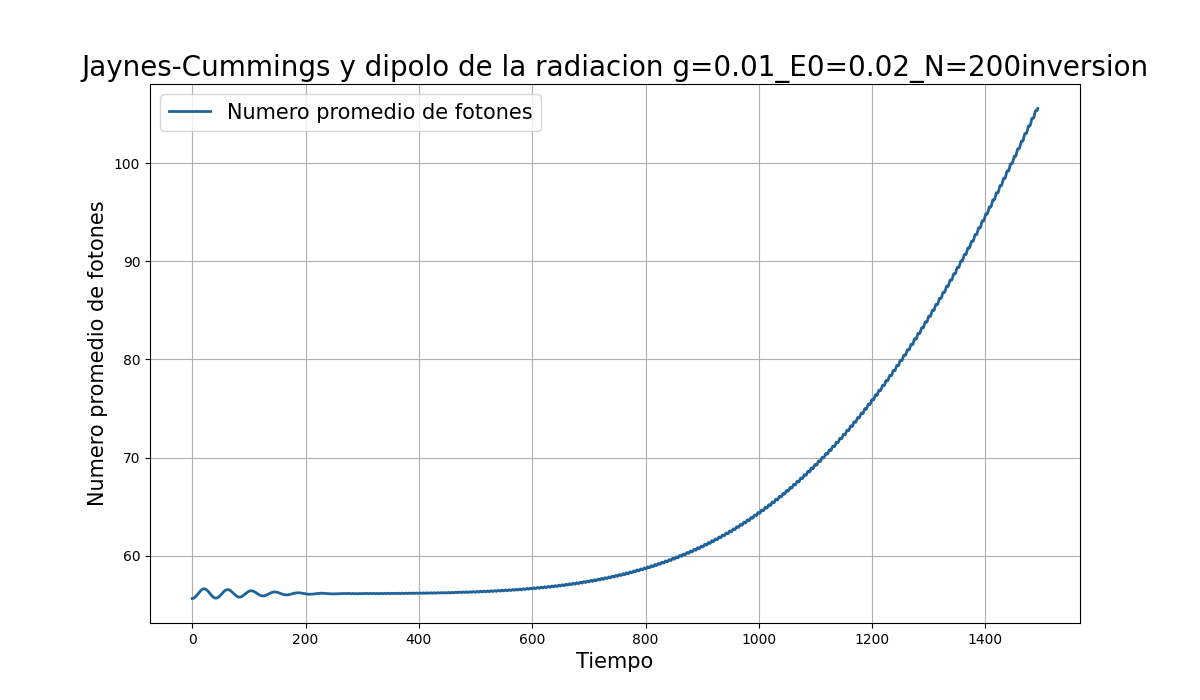 Jaynes-Cummings y dipolo de la radiacion g=0.01_E0=0.02_N=200inversion
Numero promedio de fotones
Numero promedio de fotones
100
90
80
70
60
0 200 400 600 800 1000 1200 1400
Tiempo